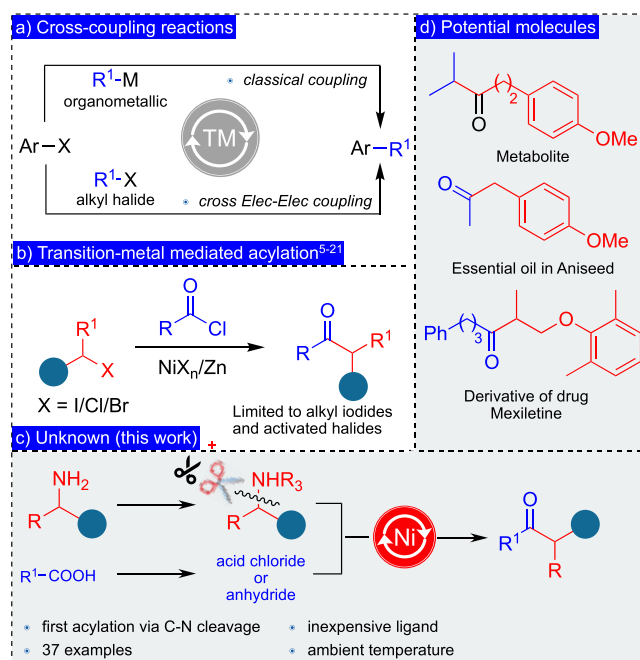 a) Cross-coupling reactions
R¹-M
organometallic
classical coupling
TM
Ar–X
Ar–R¹
R¹-X
alkyl halide
cross Elec-Elec coupling
b) Transition-metal mediated acylation⁵⁻²¹
O
R
Cl
R¹
X
NiXₙ/Zn
O
R
R¹
X = I/Cl/Br
Limited to alkyl iodides
and activated halides
c) Unknown (this work)
+
NH₂
R
NHR₃
R
R¹–COOH
acid chloride
or
anhydride
Ni
O
R¹
R
first acylation via C-N cleavage
inexpensive ligand
37 examples
ambient temperature
d) Potential molecules
( )₂
O
OMe
Metabolite
O
OMe
Essential oil in Aniseed
Ph
( )₃
O
O
Derivative of drug
Mexiletine